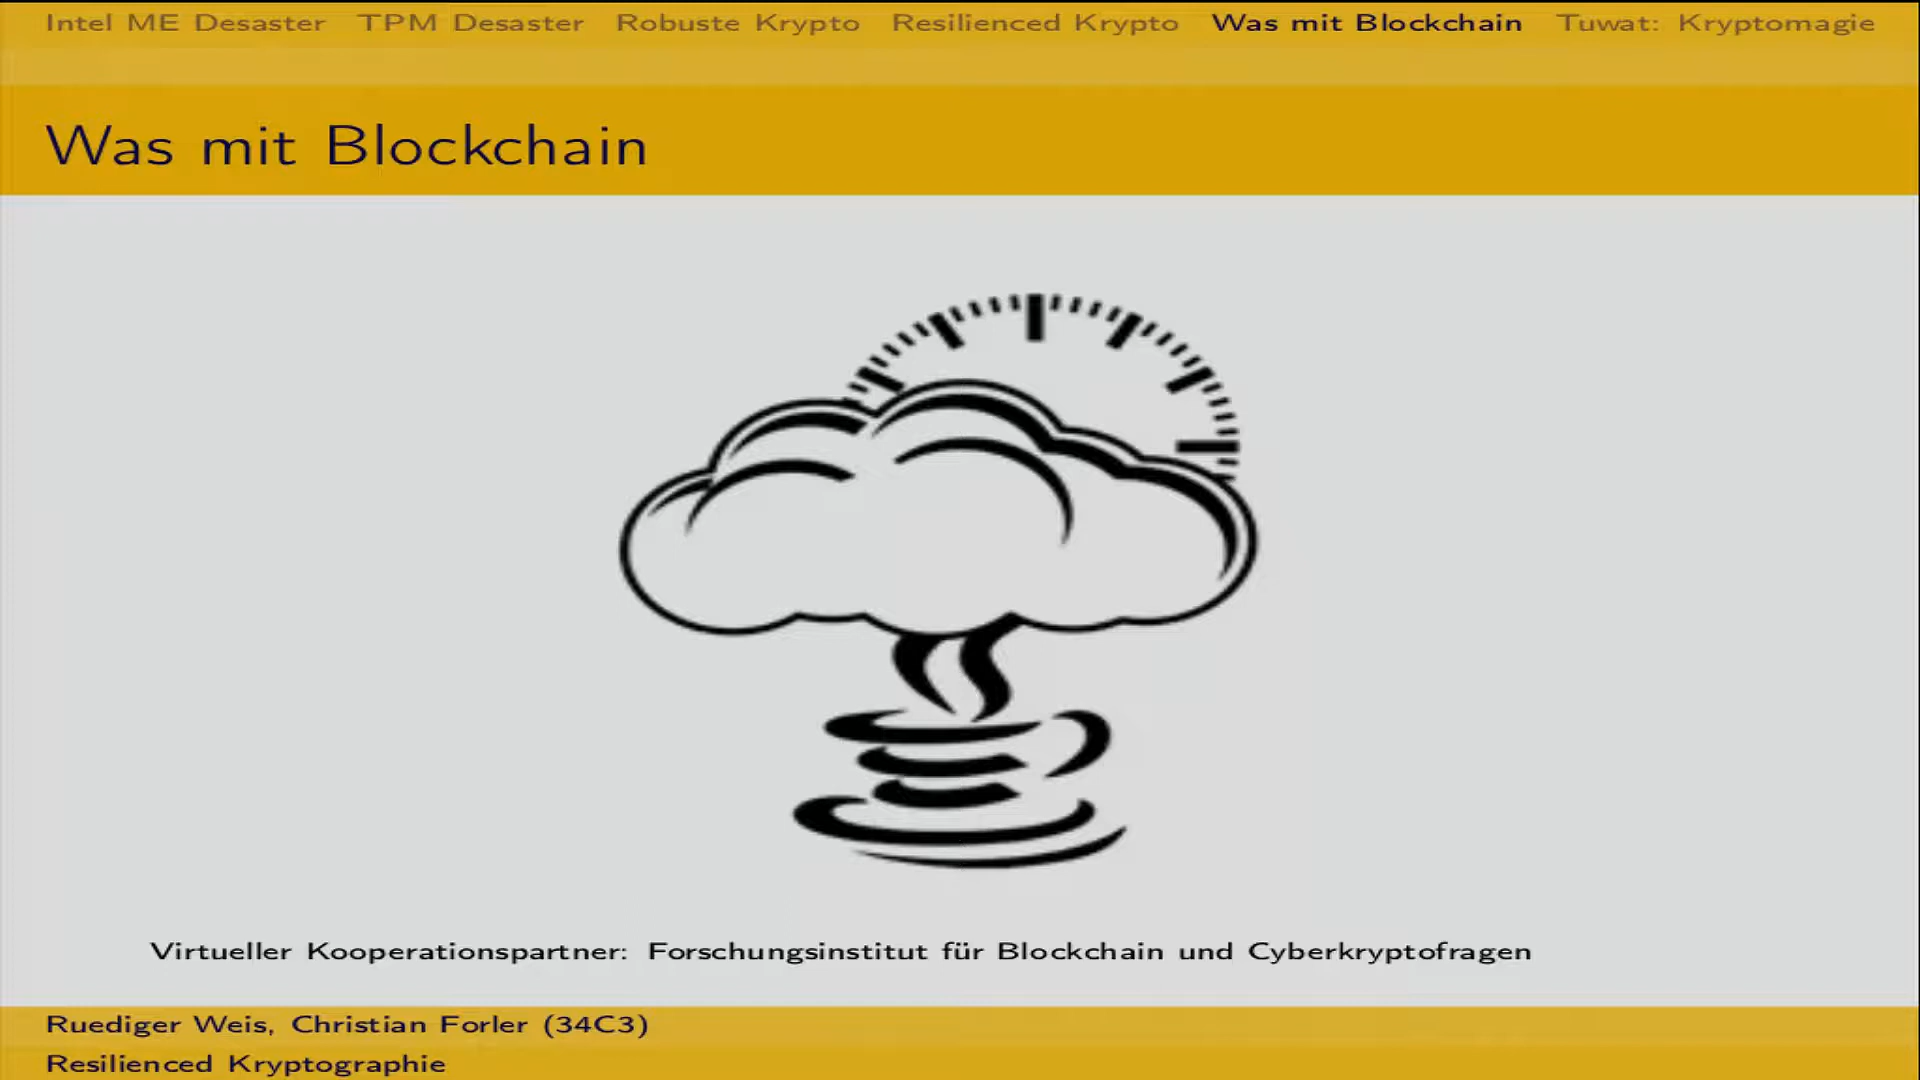 Intel ME Desaster TPM Desaster Robuste Krypto Resilienced Krypto Was mit Blockchain Tuwat: Kryptomagie
Was mit Blockchain
Virtueller Kooperationspartner: Forschungsinstitut für Blockchain und Cyberkryptofragen
Ruediger Weis, Christian Forler (34C3)
Resilienced Kryptographie